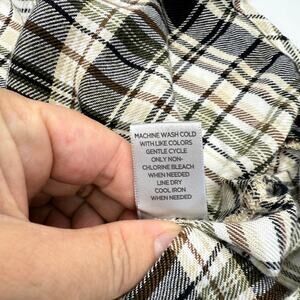 MACHINE WASH COLD
WITH LIKE COLORS
GENTLE CYCLE
ONLY NON-
CHLORINE BLEACH
WHEN NEEDED
LINE DRY
COOL IRON
WHEN NEEDED